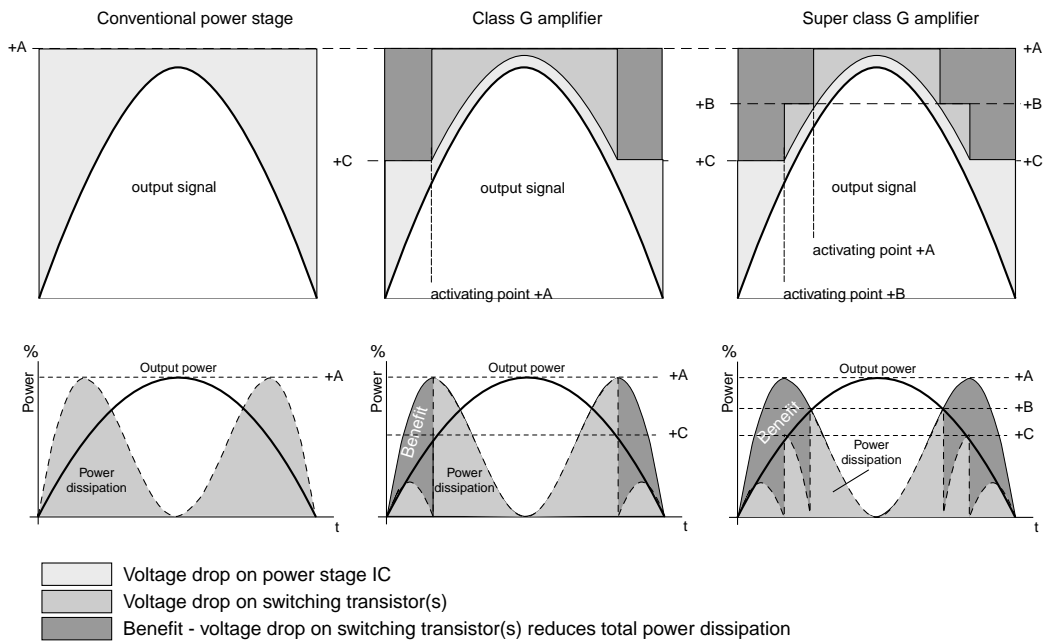 Conventional power stage
Class G amplifier
Super class G amplifier
+A
+A
+B
+B
+C
+C
output signal
output signal
output signal
activating point +A
activating point +A
activating point +B
%
Power
Output power
+A
Power
dissipation
t
%
Power
Output power
+A
+C
Benefit
Power
dissipation
t
%
Power
Output power
+A
+B
+C
Benefit
Power
dissipation
t
Voltage drop on power stage IC
Voltage drop on switching transistor(s)
Benefit - voltage drop on switching transistor(s) reduces total power dissipation